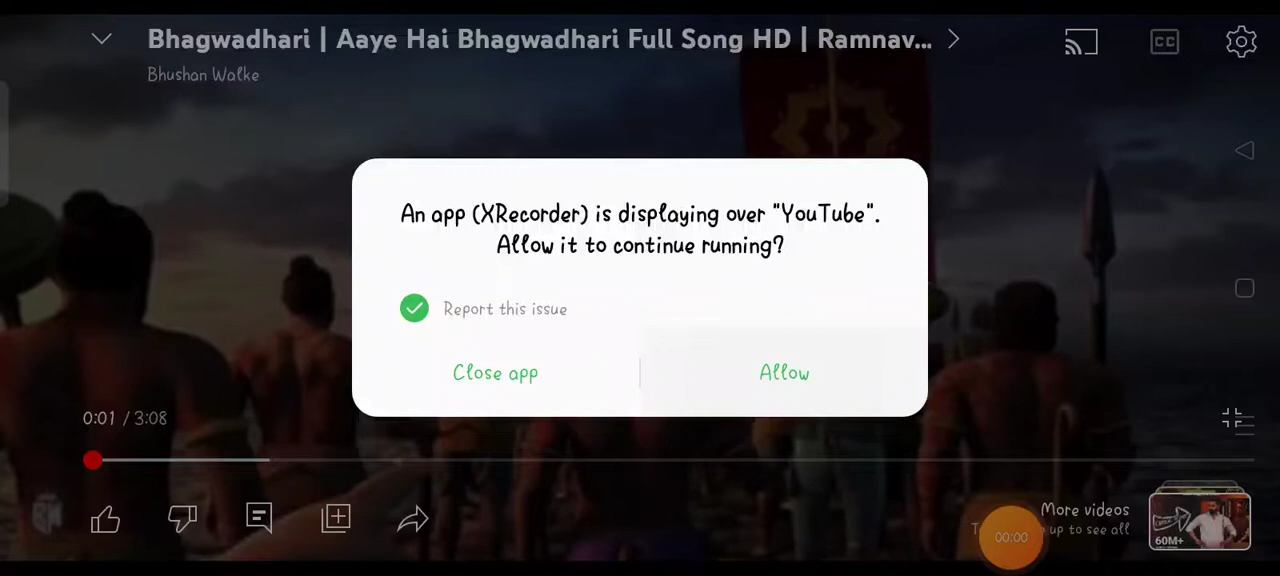 Bhagwadhari | Aaye Hai Bhagwadhari Full Song HD | Ramnav...
Bhushan Walke
CC
An app (XRecorder) is displaying over "YouTube".
Allow it to continue running?
Report this issue
Close app
Allow
0:01 / 3:08
More videos
up to see all
00:00
60M+